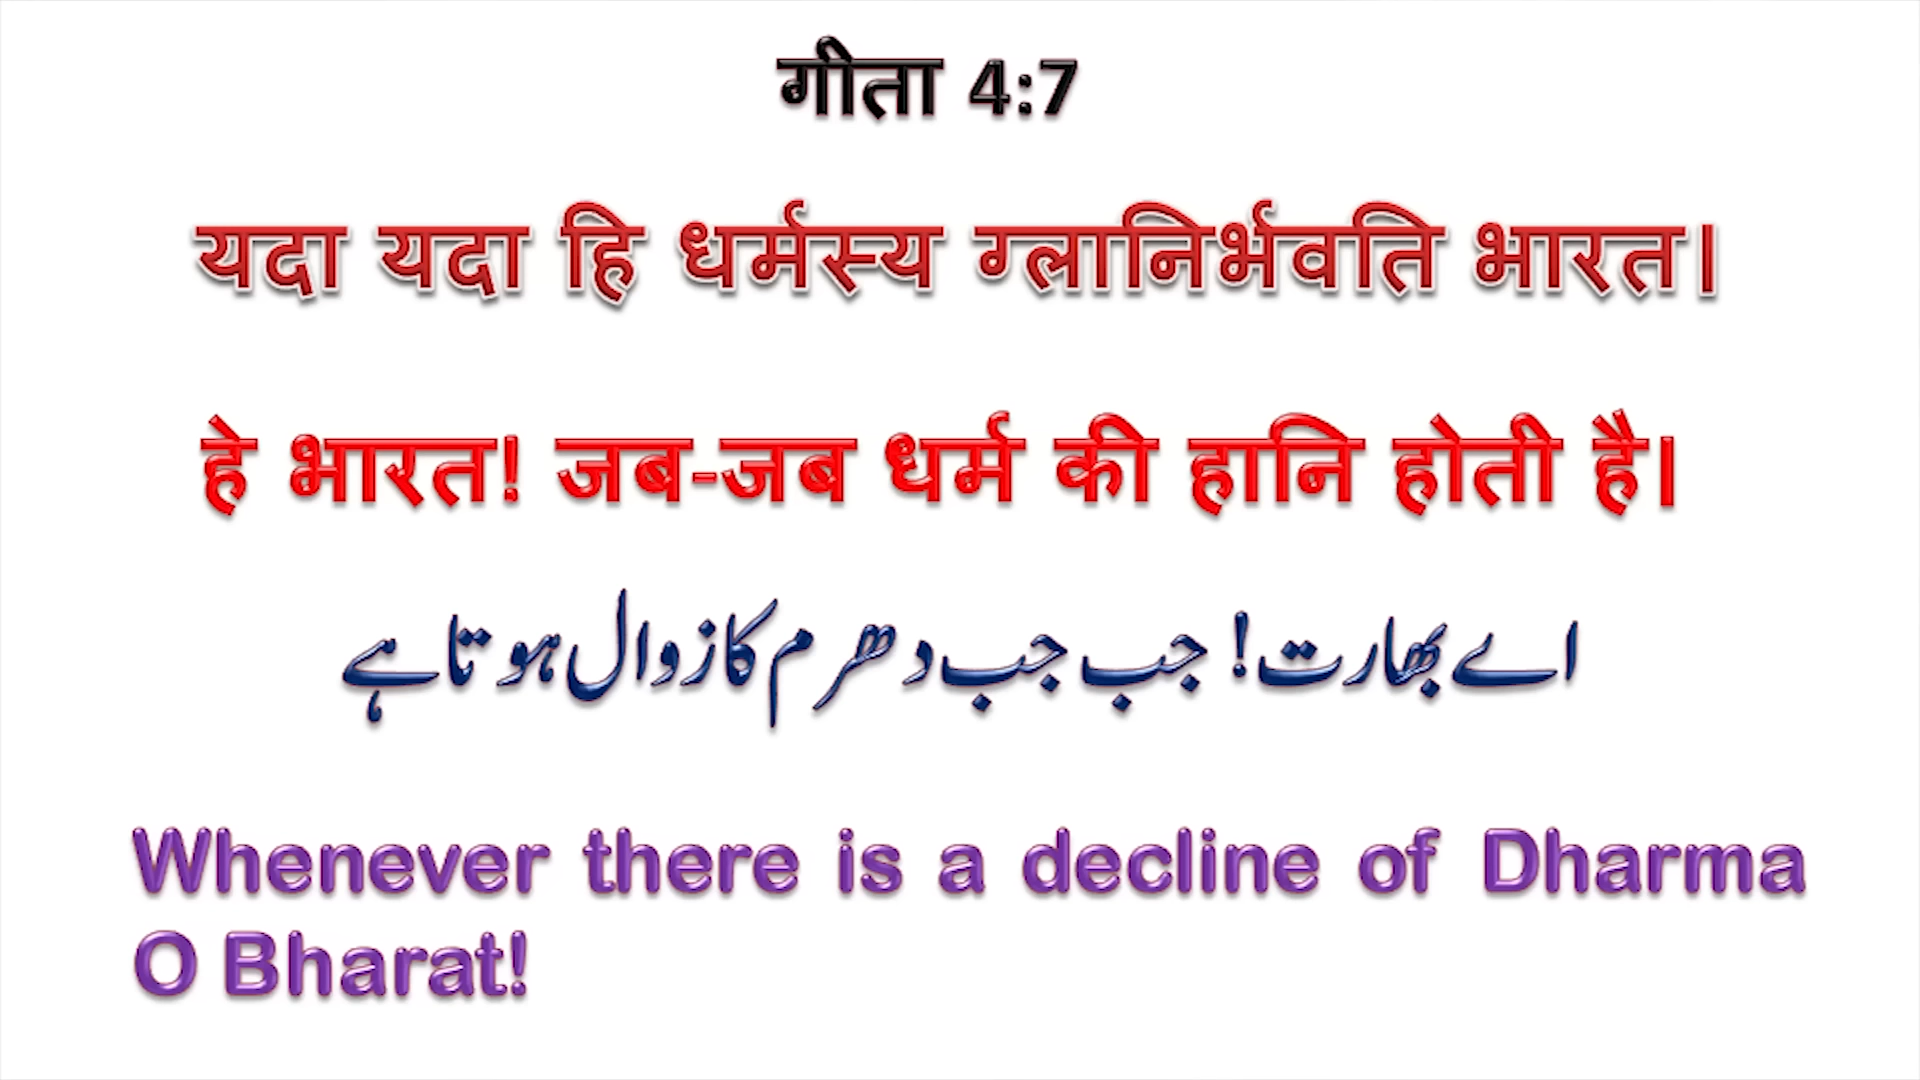 गीता 4:7
यदा यदा हि धर्मस्य ग्लानिर्भवति भारत।
हे भारत! जब-जब धर्म की हानि होती है।
اے بھارت! جب جب دھرم کا زوال ہوتا ہے
Whenever there is a decline of Dharma
O Bharat!